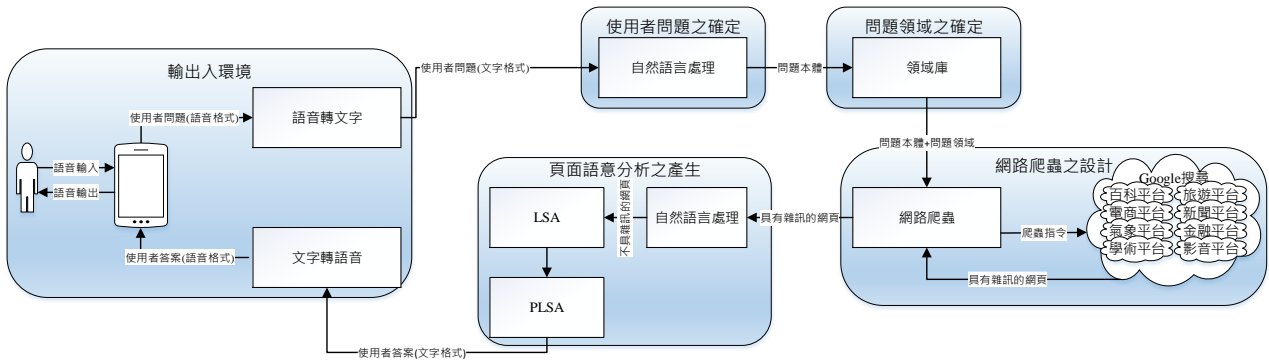 輸出入環境
語音輸入
語音輸出
使用者問題(語音格式)
語音轉文字
使用者答案(語音格式)
文字轉語音
使用者問題(文字格式)
使用者問題之確定
自然語言處理
問題本體
問題領域之確定
領域庫
問題本體+問題領域
網路爬蟲之設計
網路爬蟲
爬蟲指令
Google搜尋
百科平台
旅遊平台
電商平台
新聞平台
氣象平台
金融平台
學術平台
影音平台
具有雜訊的網頁
具有雜訊的網頁
頁面語意分析之產生
自然語言處理
不具雜訊的網頁
LSA
PLSA
使用者答案(文字格式)